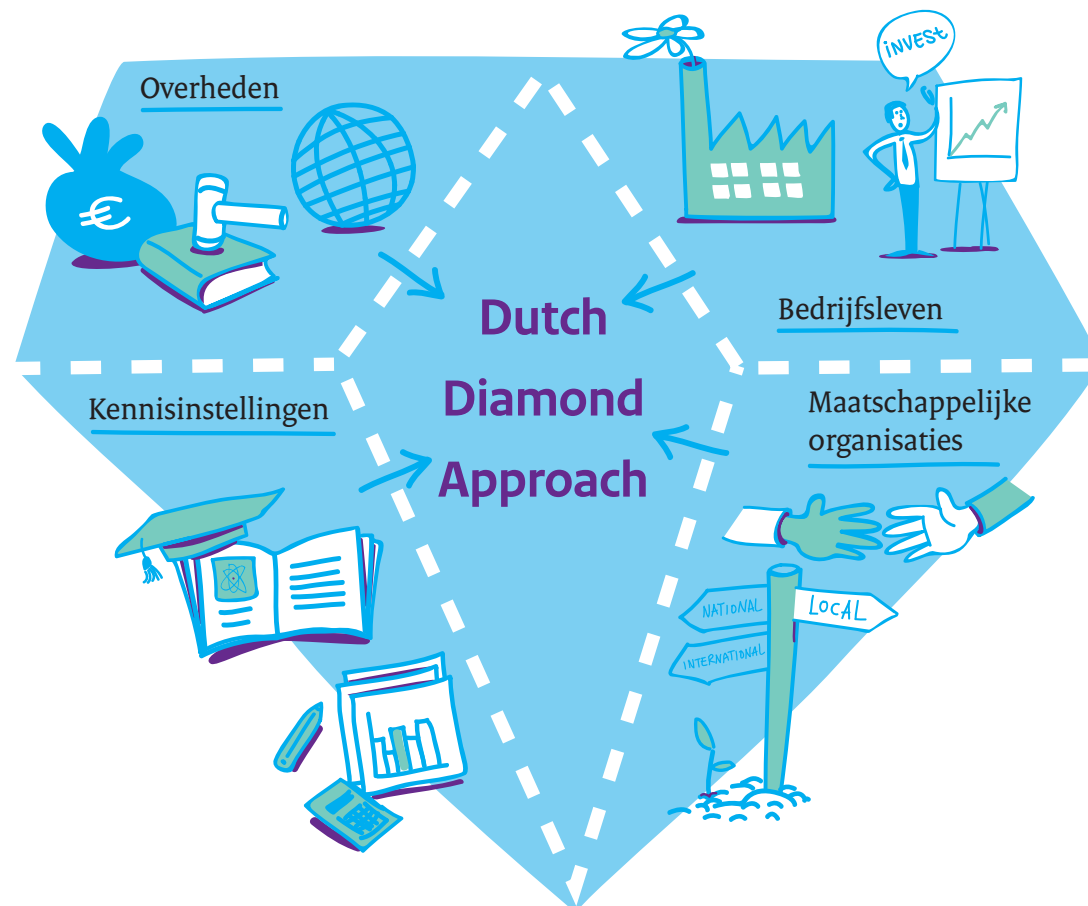 Overheden
INVEST
Bedrijfsleven
Dutch
Diamond
Approach
Kennisinstellingen
Maatschappelijke
organisaties
NATIONAL
LOCAL
INTERNATIONAL